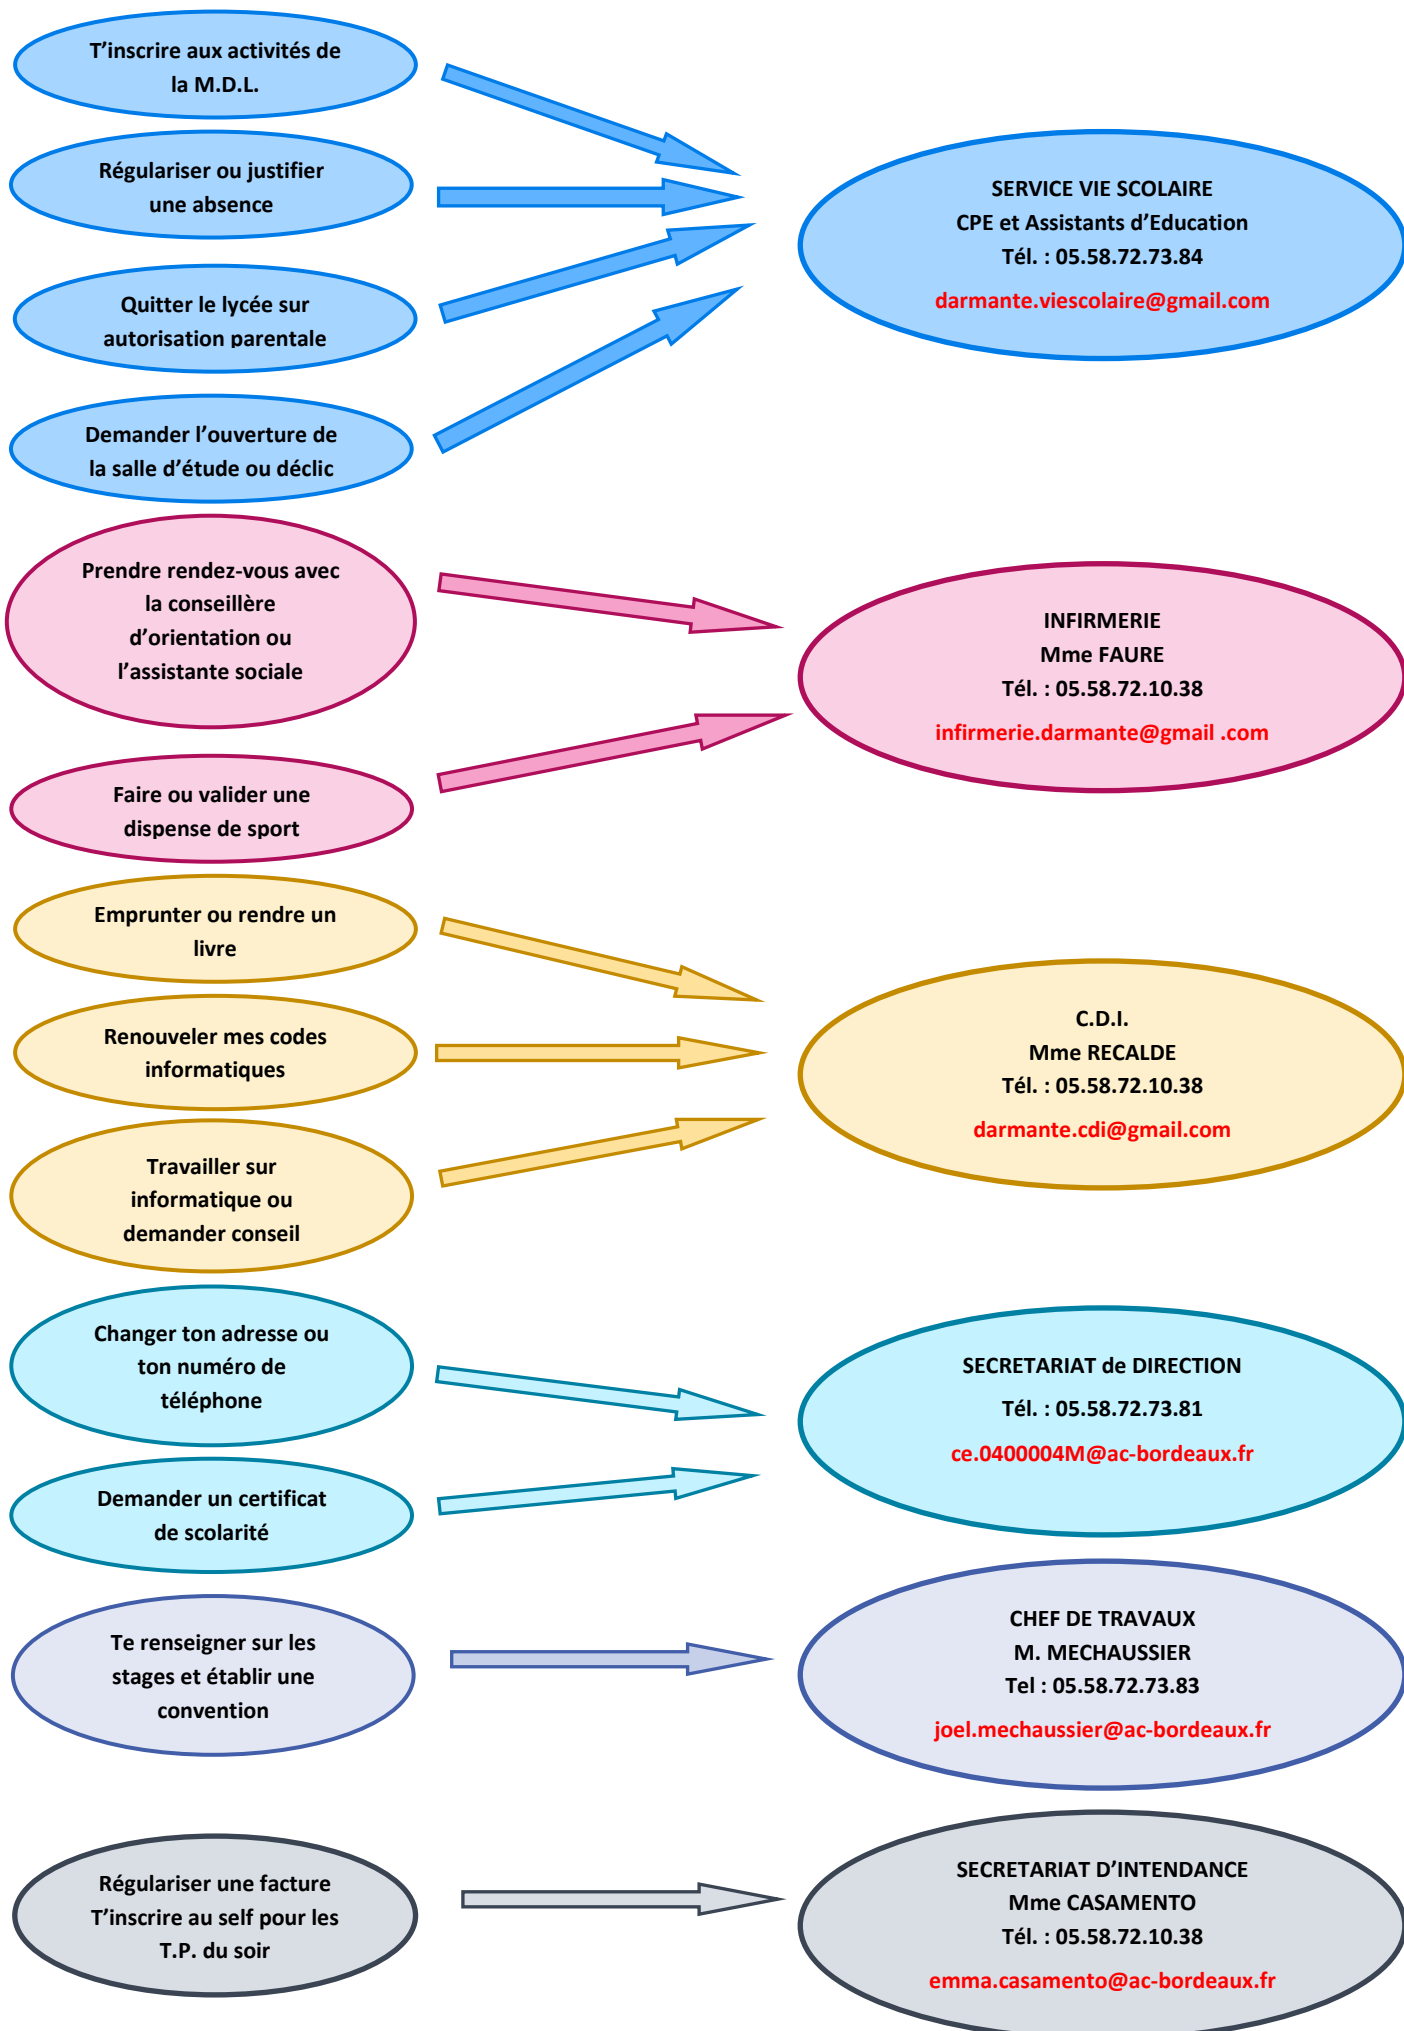 T'inscrire aux activités de
la M.D.L.
Régulariser ou justifier
une absence
Quitter le lycée sur
autorisation parentale
Demander l'ouverture de
la salle d'étude ou déclic
SERVICE VIE SCOLAIRE
CPE et Assistants d'Education
Tél. : 05.58.72.73.84
darmante.viescolaire@gmail.com
Prendre rendez-vous avec
la conseillère
d'orientation ou
l'assistante sociale
Faire ou valider une
dispense de sport
INFIRMERIE
Mme FAURE
Tél. : 05.58.72.10.38
infirmerie.darmante@gmail .com
Emprunter ou rendre un
livre
Renouveler mes codes
informatiques
Travailler sur
informatique ou
demander conseil
C.D.I.
Mme RECALDE
Tél. : 05.58.72.10.38
darmante.cdi@gmail.com
Changer ton adresse ou
ton numéro de
téléphone
Demander un certificat
de scolarité
SECRETARIAT de DIRECTION
Tél. : 05.58.72.73.81
ce.0400004M@ac-bordeaux.fr
Te renseigner sur les
stages et établir une
convention
CHEF DE TRAVAUX
M. MECHAUSSIER
Tel : 05.58.72.73.83
joel.mechaussier@ac-bordeaux.fr
Régulariser une facture
T'inscrire au self pour les
T.P. du soir
SECRETARIAT D'INTENDANCE
Mme CASAMENTO
Tél. : 05.58.72.10.38
emma.casamento@ac-bordeaux.fr